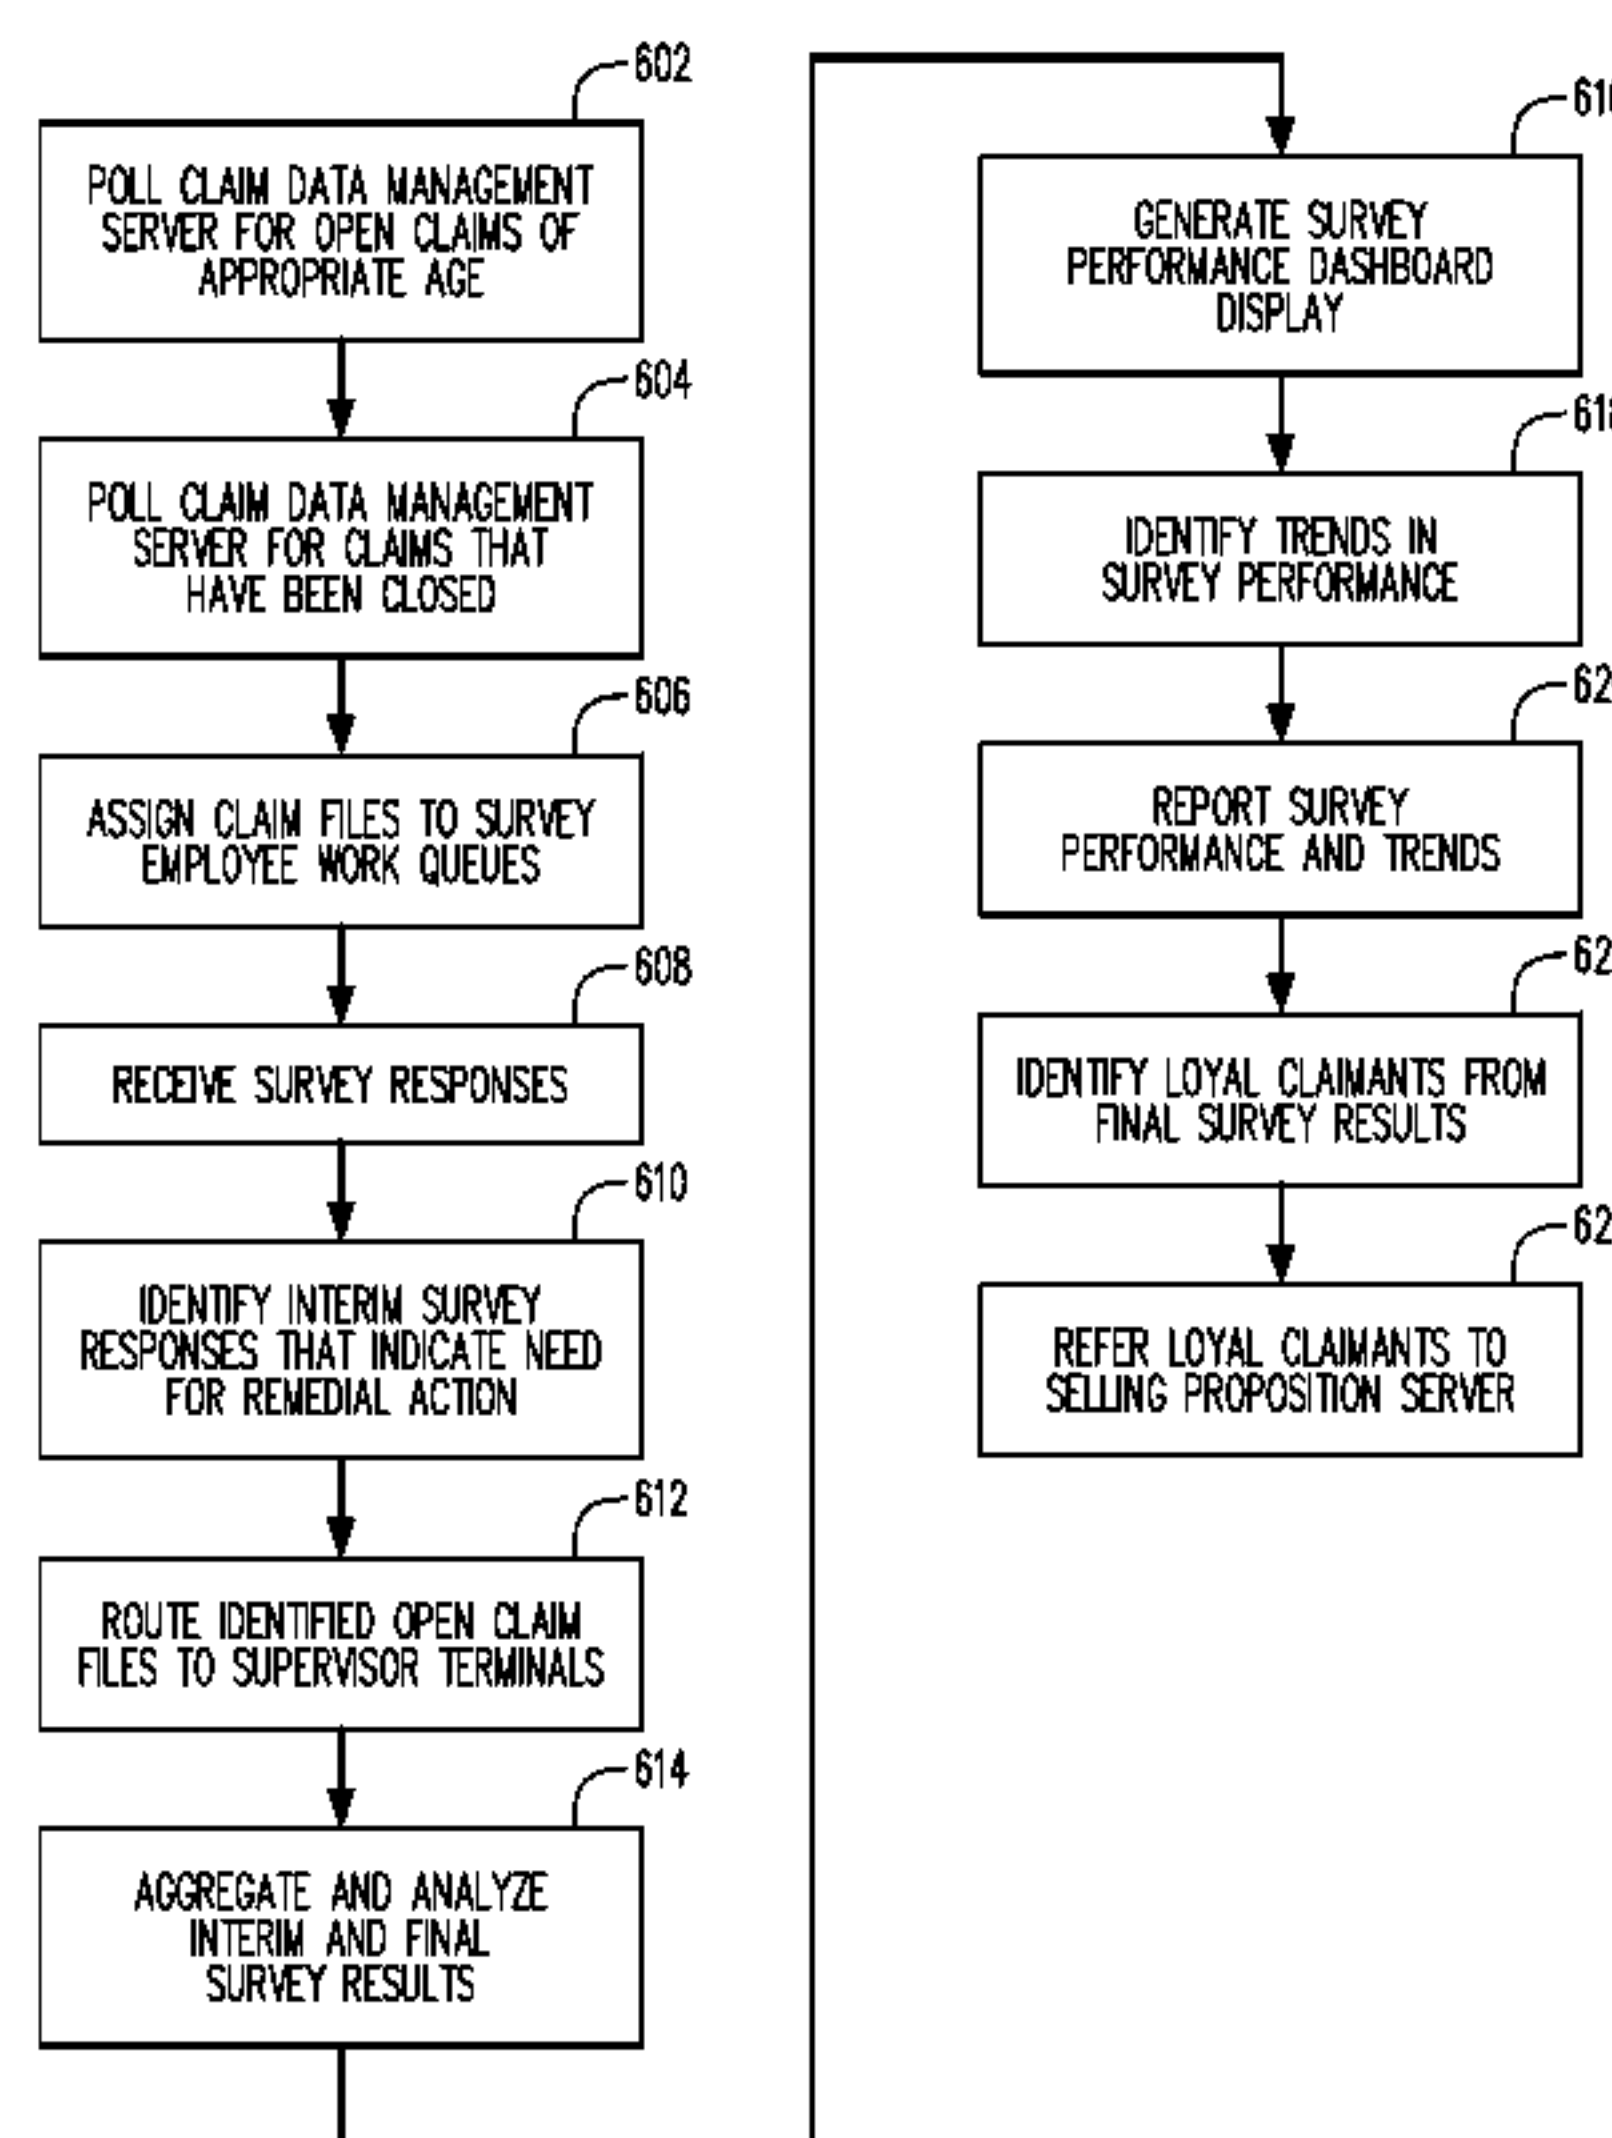 602
POLL CLAIM DATA MANAGEMENT
SERVER FOR OPEN CLAIMS OF
APPROPRIATE AGE
604
POLL CLAIM DATA MANAGEMENT
SERVER FOR CLAIMS THAT
HAVE BEEN CLOSED
606
ASSIGN CLAIM FILES TO SURVEY
EMPLOYEE WORK QUEUES
608
RECEIVE SURVEY RESPONSES
610
IDENTIFY INTERIM SURVEY
RESPONSES THAT INDICATE NEED
FOR REMEDIAL ACTION
612
ROUTE IDENTIFIED OPEN CLAIM
FILES TO SUPERVISOR TERMINALS
614
AGGREGATE AND ANALYZE
INTERIM AND FINAL
SURVEY RESULTS
GENERATE SURVEY
PERFORMANCE DASHBOARD
DISPLAY
IDENTIFY TRENDS IN
SURVEY PERFORMANCE
REPORT SURVEY
PERFORMANCE AND TRENDS
IDENTIFY LOYAL CLAIMANTS FROM
FINAL SURVEY RESULTS
REFER LOYAL CLAIMANTS TO
SELLING PROPOSITION SERVER